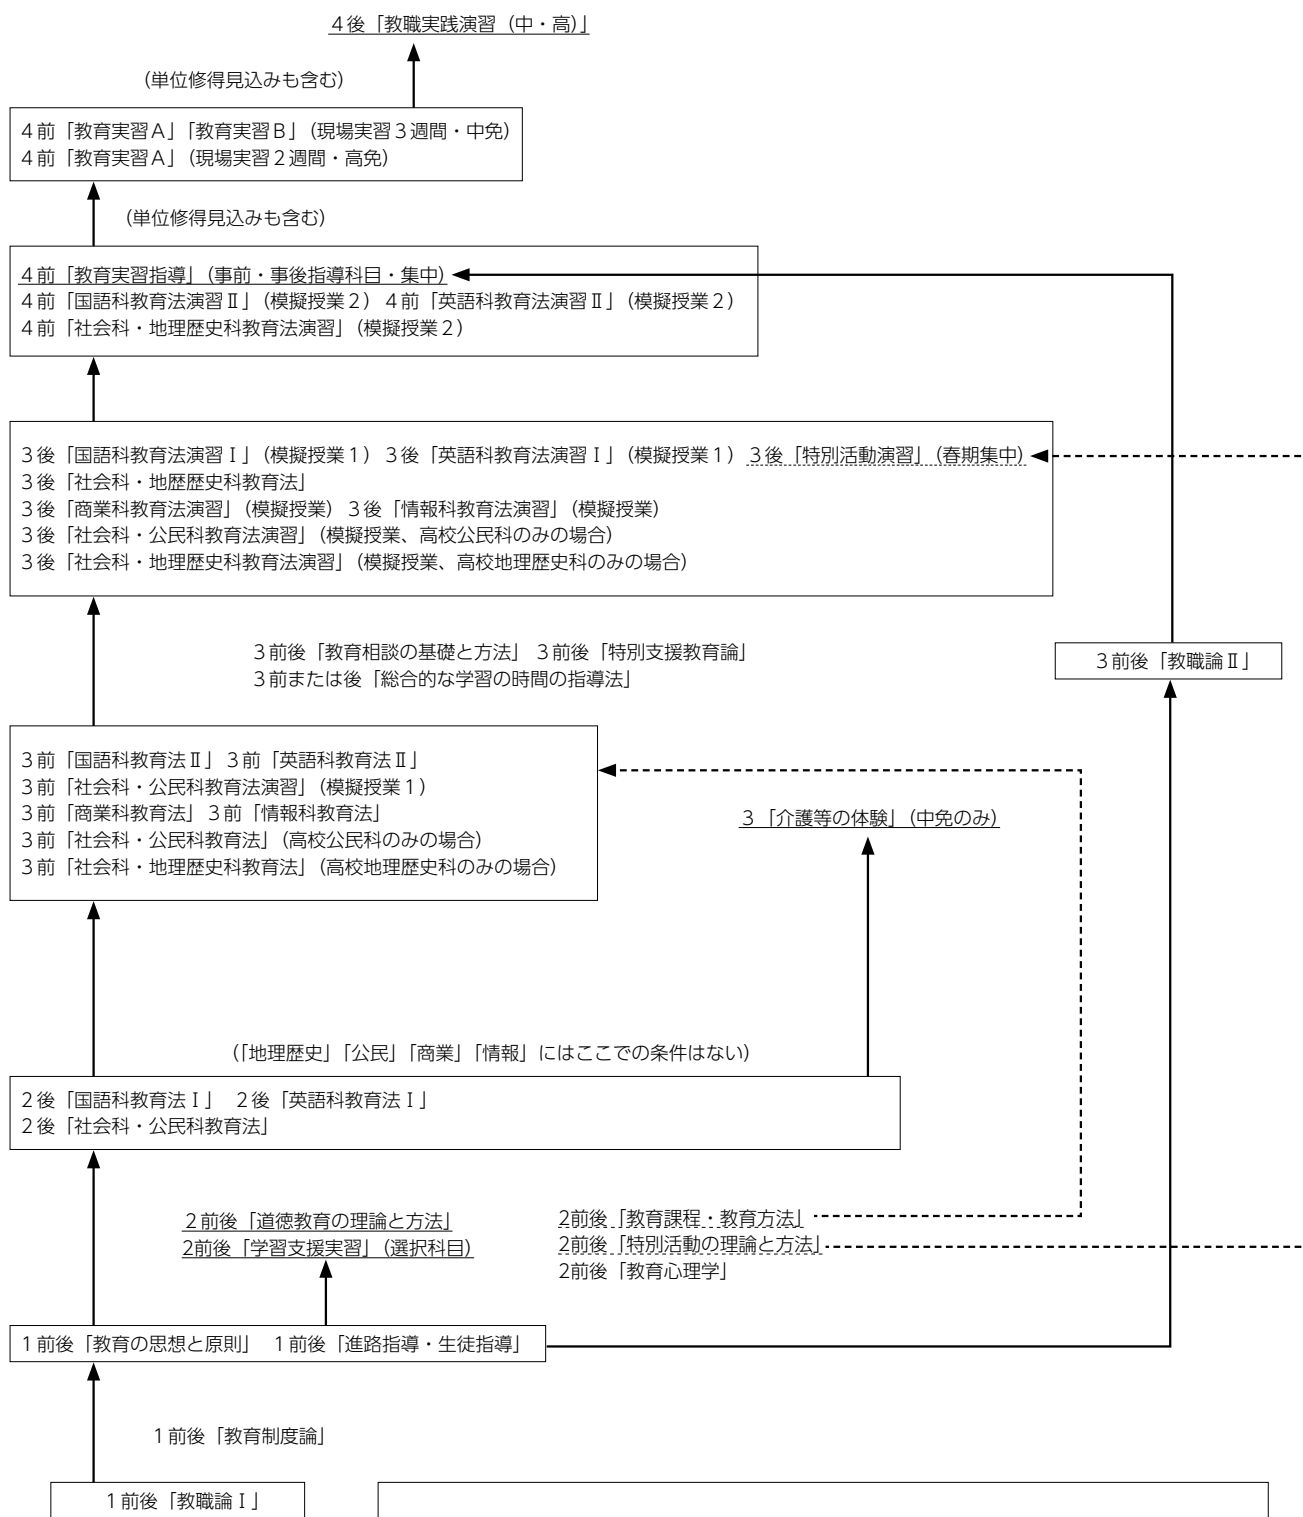 4後「教職実践演習（中・高）」
（単位修得見込みも含む）
4前「教育実習A」「教育実習B」（現場実習3週間・中免）
4前「教育実習A」（現場実習2週間・高免）
（単位修得見込みも含む）
4前「教育実習指導」（事前・事後指導科目・集中）
4前「国語科教育法演習Ⅱ」（模擬授業2） 4前「英語科教育法演習Ⅱ」（模擬授業2）
4前「社会科・地理歴史科教育法演習」（模擬授業2）
3後「国語科教育法演習Ⅰ」（模擬授業1） 3後「英語科教育法演習Ⅰ」（模擬授業1） 3後「特別活動演習」（春期集中）
3後「社会科・地歴歴史科教育法」
3後「商業科教育法演習」（模擬授業） 3後「情報科教育法演習」（模擬授業）
3後「社会科・公民科教育法演習」（模擬授業、高校公民科のみの場合）
3後「社会科・地理歴史科教育法演習」（模擬授業、高校地理歴史科のみの場合）
3前後「教育相談の基礎と方法」 3前後「特別支援教育論」
3前または後「総合的な学習の時間の指導法」
3前後「教職論Ⅱ」
3前「国語科教育法Ⅱ」 3前「英語科教育法Ⅱ」
3前「社会科・公民科教育法演習」（模擬授業1）
3前「商業科教育法」 3前「情報科教育法」
3前「社会科・公民科教育法」（高校公民科のみの場合）
3前「社会科・地理歴史科教育法」（高校地理歴史科のみの場合）
3「介護等の体験」（中免のみ）
（「地理歴史」「公民」「商業」「情報」にはここでの条件はない）
2後「国語科教育法Ⅰ」 2後「英語科教育法Ⅰ」
2後「社会科・公民科教育法」
2前後「道徳教育の理論と方法」
2前後「学習支援実習」（選択科目）
2前後「教育課程・教育方法」
2前後「特別活動の理論と方法」
2前後「教育心理学」
1前後「教育の思想と原則」 1前後「進路指導・生徒指導」
1前後「教育制度論」
1前後「教職論Ⅰ」